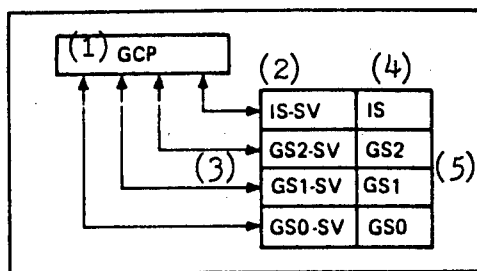 (1) GCP
(2) (4)
IS-SV IS
GS2-SV GS2
(3) GS1-SV GS1 (5)
GS0-SV GS0